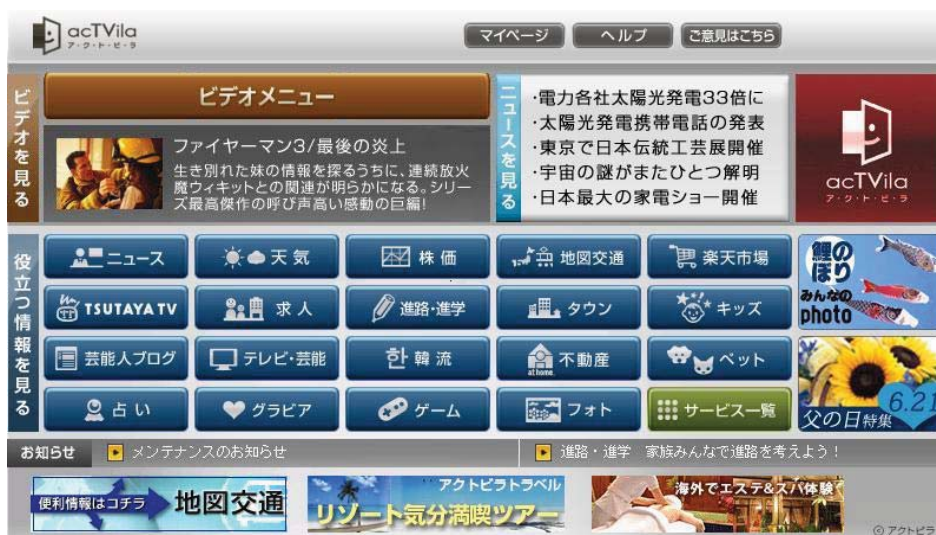 acTVila
ア・ク・ト・ビ・ラ
マイページ
ヘルプ
ご意見はこちら
ビデオを見る
ビデオメニュー
ファイヤーマン3/最後の炎上
生き別れた妹の情報を探るうちに、連続放火
魔ウィキットとの関連が明らかになる。シリー
ズ最高傑作の呼び声高い感動の巨編!
ニュースを見る
・電力各社太陽光発電33倍に
・太陽光発電携帯電話の発表
・東京で日本伝統工芸展開催
・宇宙の謎がまたひとつ解明
・日本最大の家電ショー開催
acTVila
ア・ク・ト・ビ・ラ
役立つ情報を見る
ニュース
天気
株価
地図交通
楽天市場
TSUTAYA TV
求人
進路・進学
タウン
キッズ
芸能人ブログ
テレビ・芸能
한 韓流
at home
不動産
ペット
占い
グラビア
ゲーム
フォト
サービス一覧
鯉のぼり
みんなの
photo
6.21
父の日特集
お知らせ
メンテナンスのお知らせ
進路・進学 家族みんなで進路を考えよう!
便利情報はコチラ
地図交通
アクトビラトラベル
リゾート気分満喫ツアー
海外でエステ&スパ体験
© アクトビラ